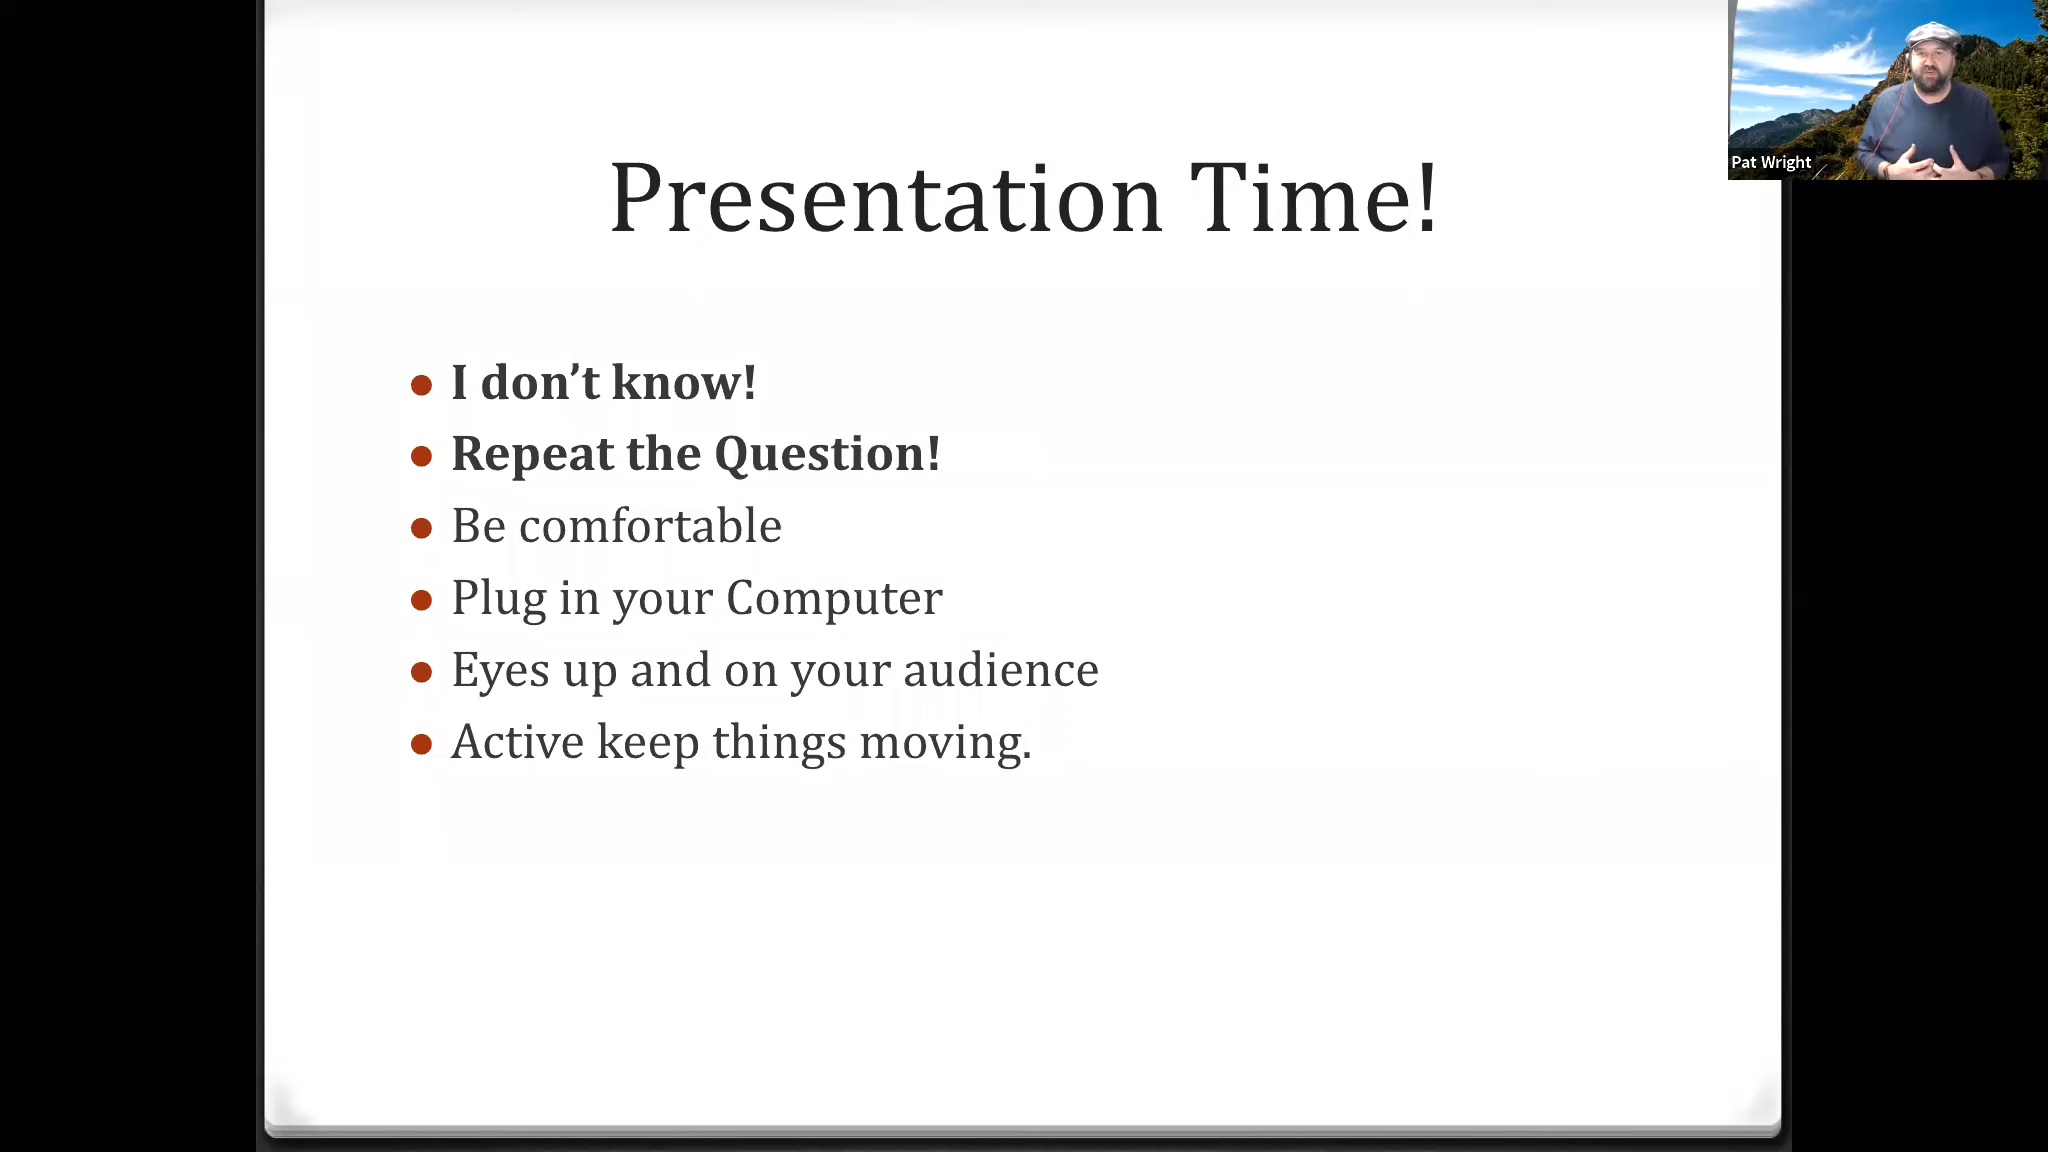 Presentation Time!
Pat Wright
I don’t know!
Repeat the Question!
Be comfortable
Plug in your Computer
Eyes up and on your audience
Active keep things moving.